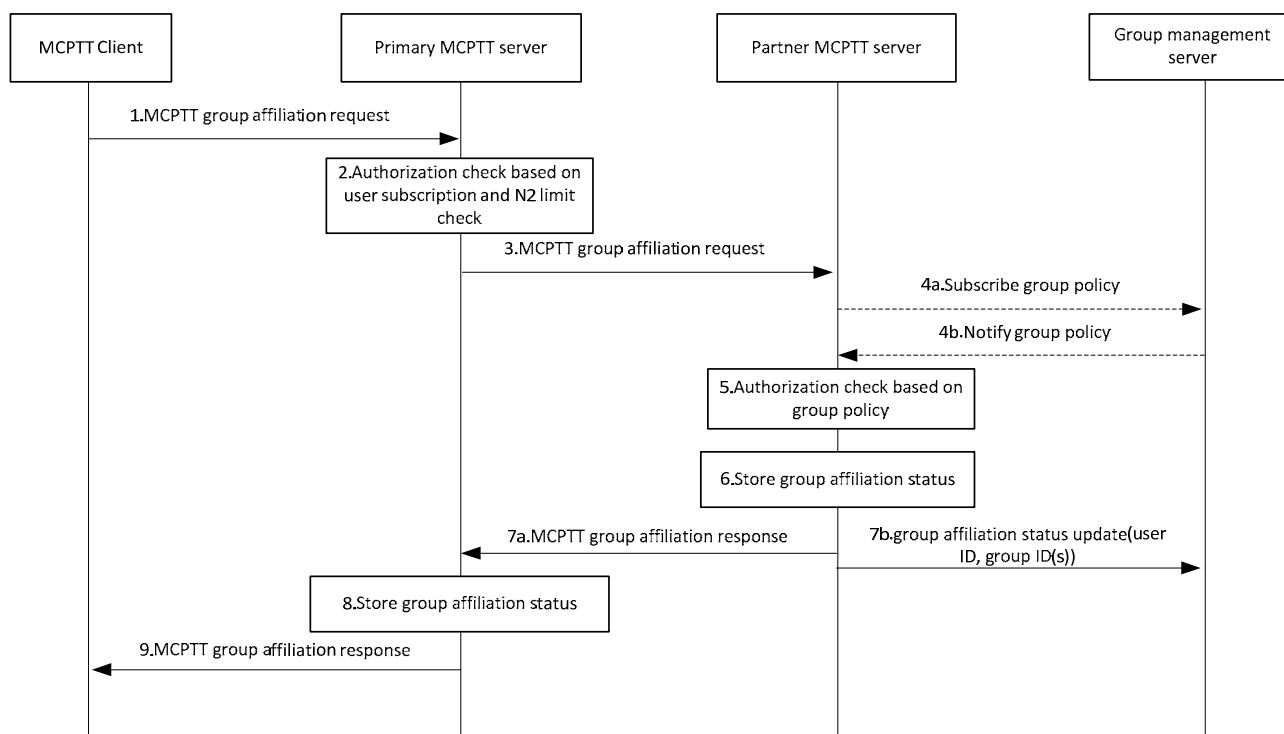 MCPTT Client
Primary MCPTT server
Partner MCPTT server
Group management
server
1.MCPTT group affiliation request
2.Authorization check based on
user subscription and N2 limit
check
3.MCPTT group affiliation request
4a.Subscribe group policy
4b.Notify group policy
5.Authorization check based on
group policy
6.Store group affiliation status
7a.MCPTT group affiliation response
7b.group affiliation status update(user
ID, group ID(s))
8.Store group affiliation status
9.MCPTT group affiliation response